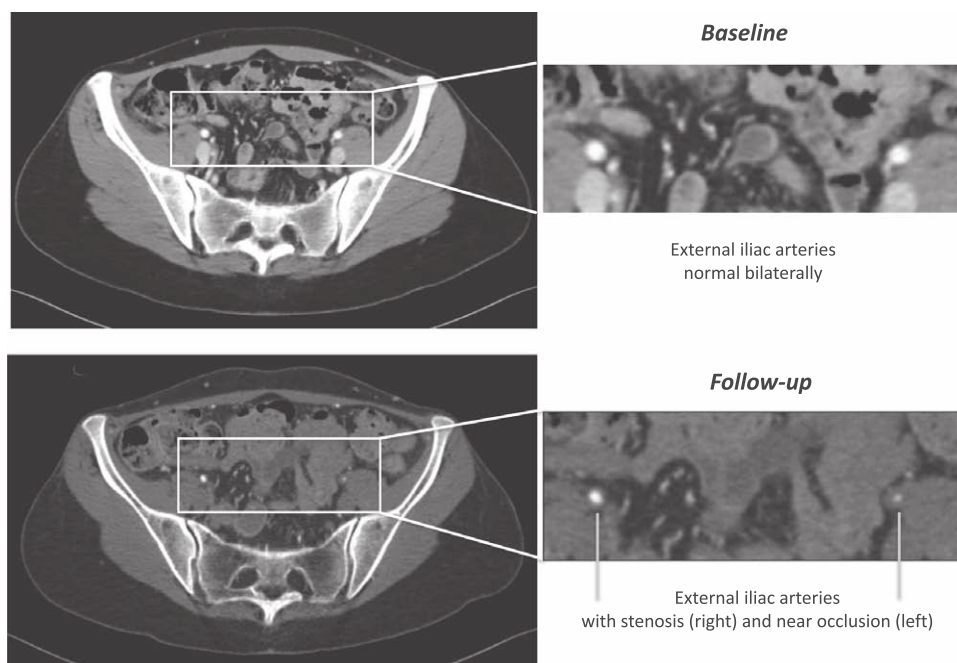 Baseline
External iliac arteries
normal bilaterally
Follow-up
External iliac arteries
with stenosis (right) and near occlusion (left)